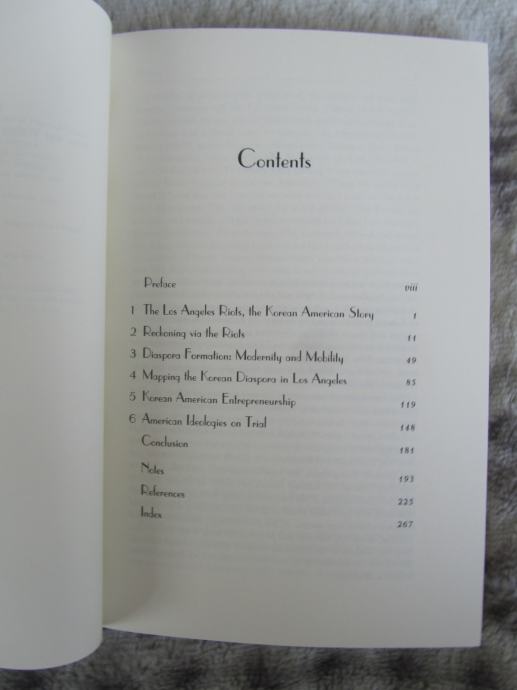 Contents
Preface viii
1 The Los Angeles Riots, the Korean American Story 1
2 Reckoning via the Riots 11
3 Diaspora Formation: Modernity and Mobility 49
4 Mapping the Korean Diaspora in Los Angeles 85
5 Korean American Entrepreneurship 119
6 American Ideologies on Trial 148
Conclusion 181
Notes 193
References 225
Index 267